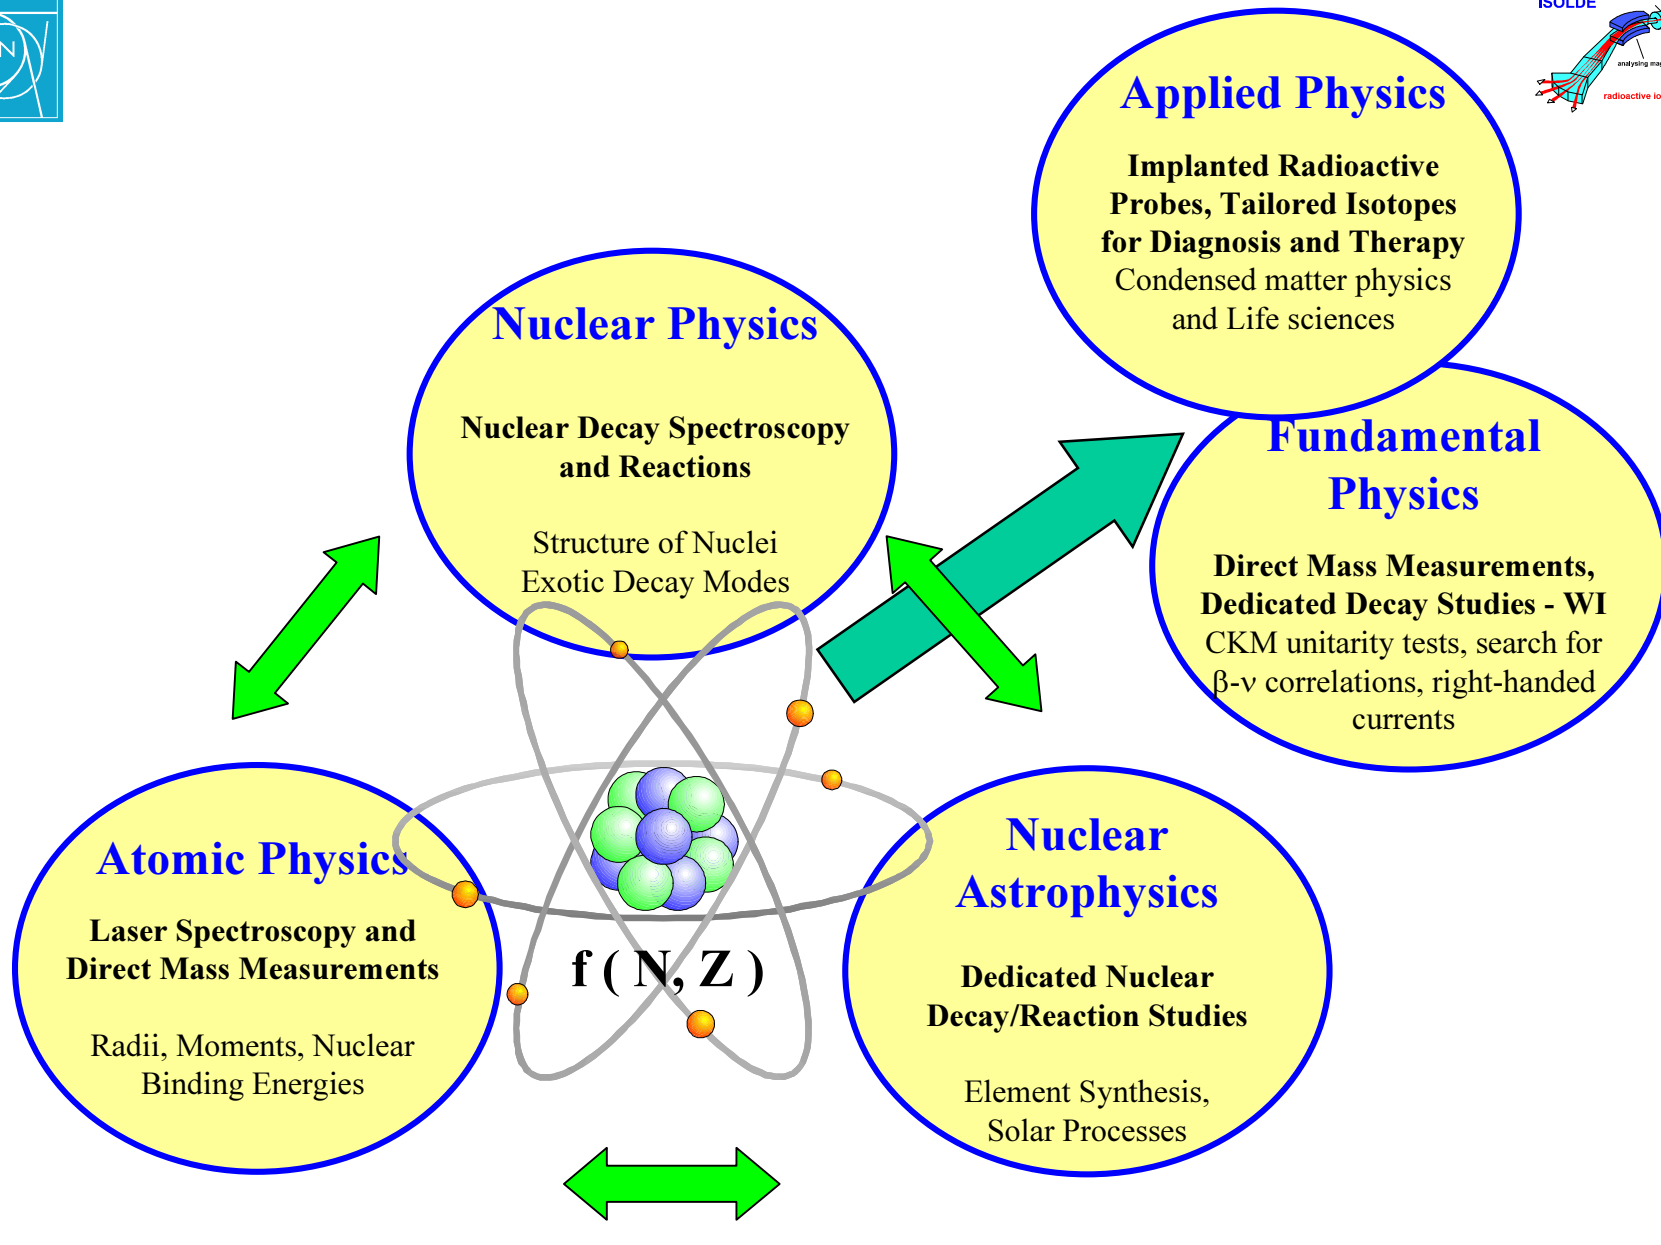 N
ISOLDE
analysing mag
radioactive io
Applied Physics
Implanted Radioactive
Probes, Tailored Isotopes
for Diagnosis and Therapy
Condensed matter physics
and Life sciences
Nuclear Physics
Nuclear Decay Spectroscopy
and Reactions
Structure of Nuclei
Exotic Decay Modes
Fundamental
Physics
Direct Mass Measurements,
Dedicated Decay Studies - WI
CKM unitarity tests, search for
β-ν correlations, right-handed
currents
Atomic Physics
Laser Spectroscopy and
Direct Mass Measurements
Radii, Moments, Nuclear
Binding Energies
f ( N, Z )
Nuclear
Astrophysics
Dedicated Nuclear
Decay/Reaction Studies
Element Synthesis,
Solar Processes